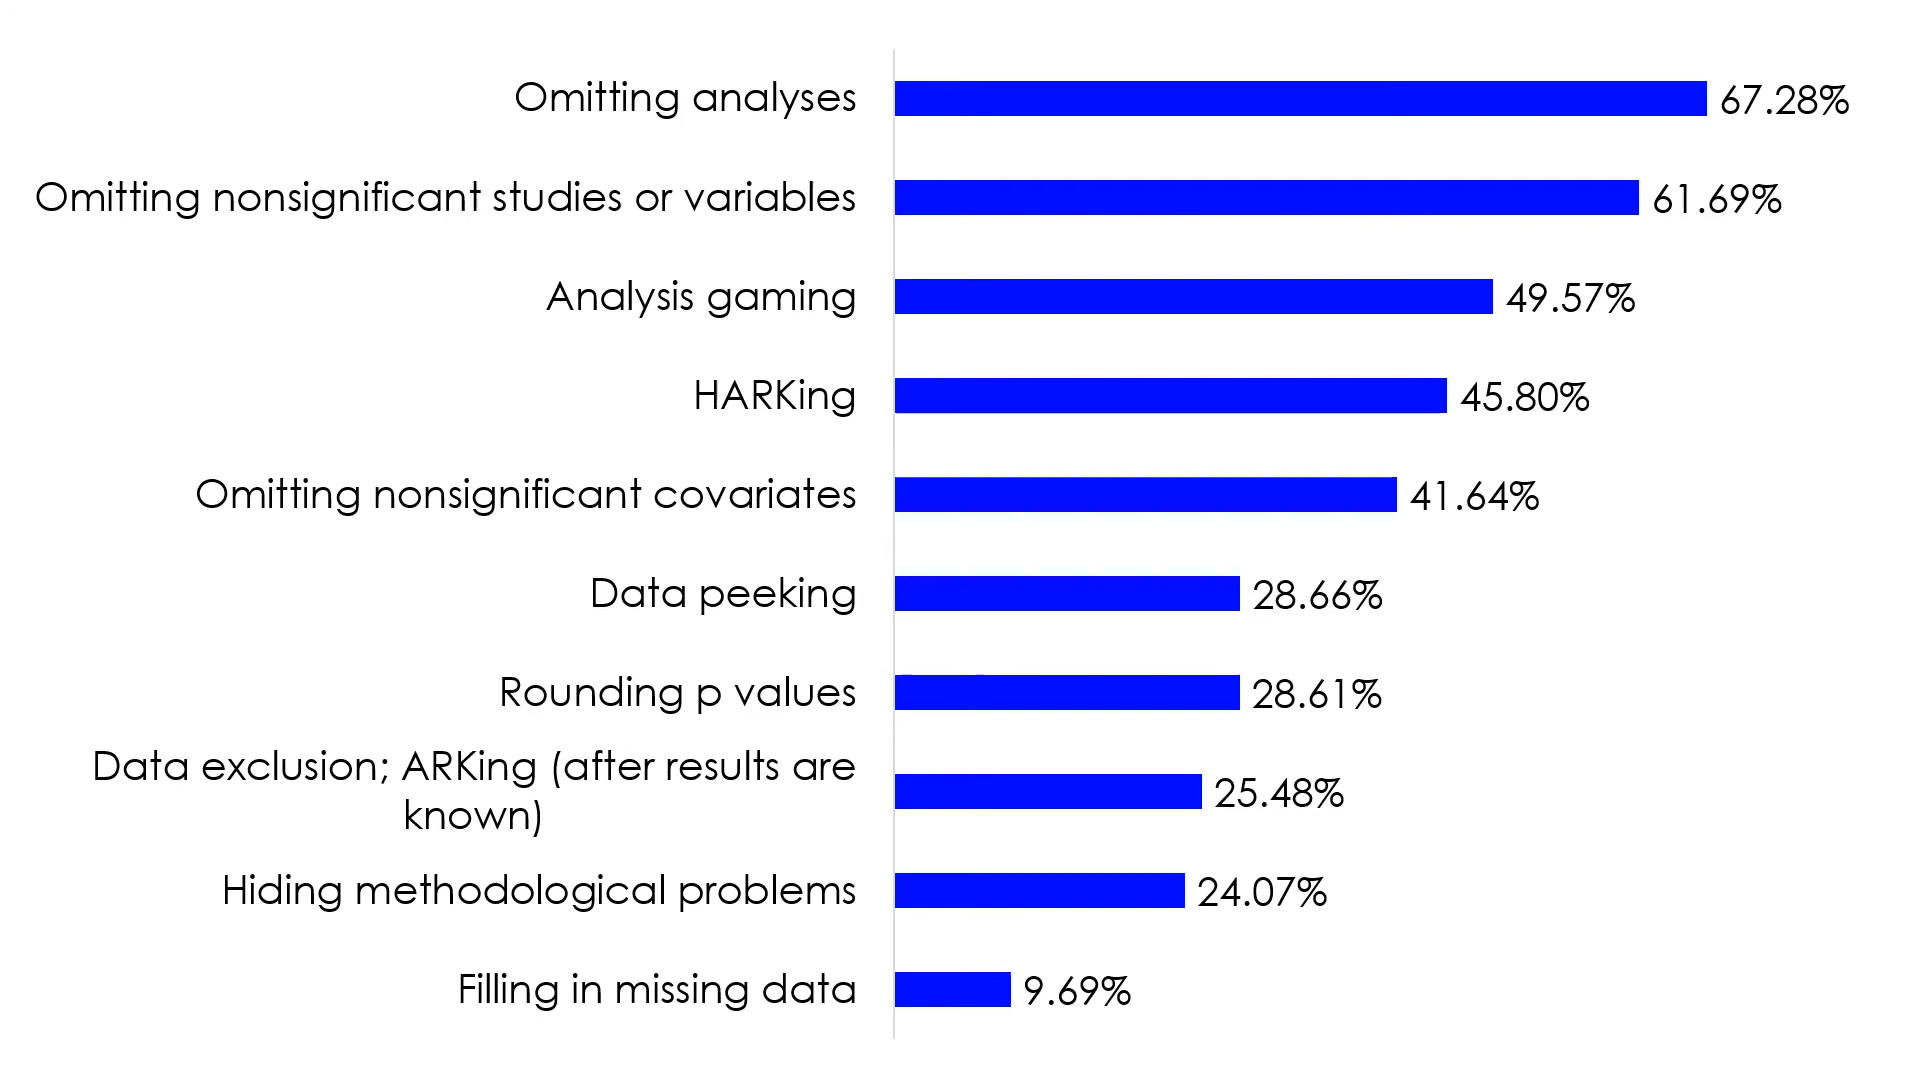 Omitting analyses 67.28%
Omitting nonsignificant studies or variables 61.69%
Analysis gaming 49.57%
HARKing 45.80%
Omitting nonsignificant covariates 41.64%
Data peeking 28.66%
Rounding p values 28.61%
Data exclusion; ARKing (after results are
known) 25.48%
Hiding methodological problems 24.07%
Filling in missing data 9.69%